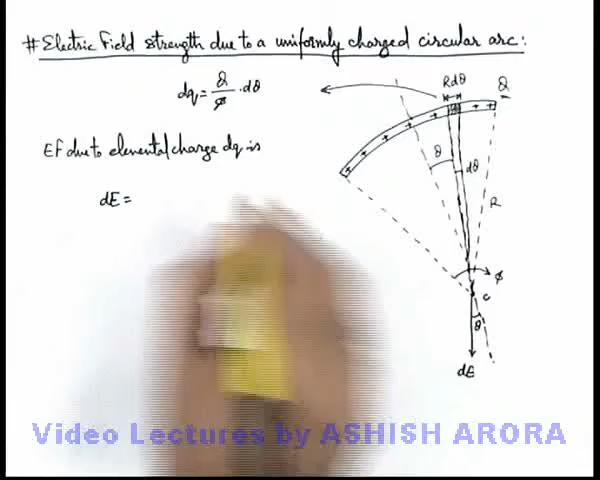 # Electric Field strength due to a uniformly charged circular arc:
dq = Q/ϕ · dθ
Rdθ
Q
EF due to elemental charge dq is
θ
dθ
dE =
R
ϕ
C
θ
dE
Video Lectures by ASHISH ARORA